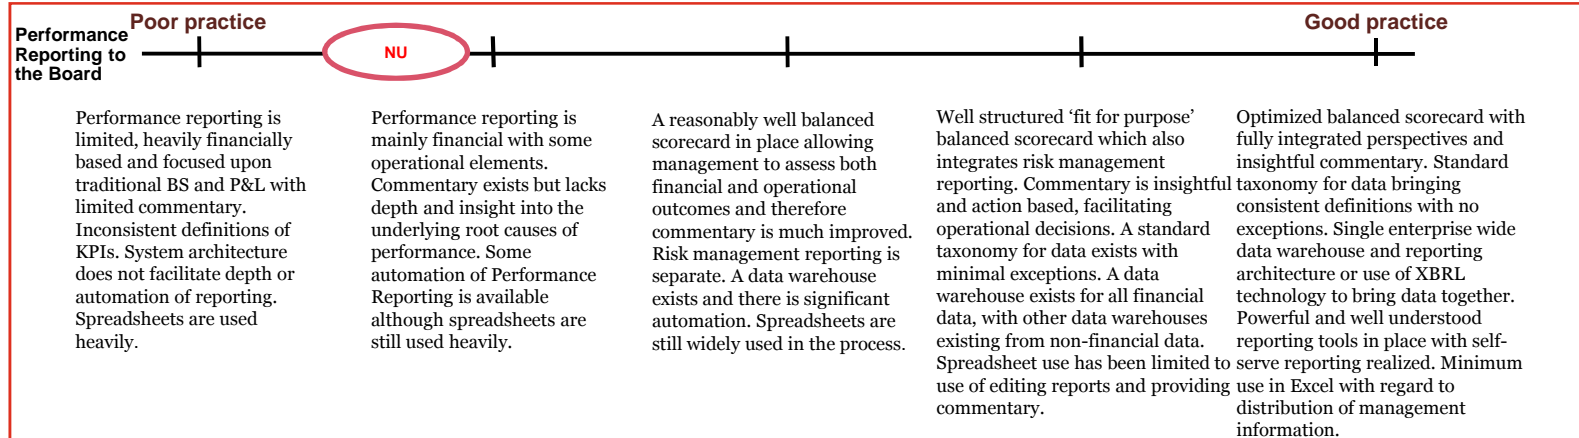 Poor practice
Good practice
Performance
Reporting to
the Board
NU
Performance reporting is
limited, heavily financially
based and focused upon
traditional BS and P&L with
limited commentary.
Inconsistent definitions of
KPIs. System architecture
does not facilitate depth or
automation of reporting.
Spreadsheets are used
heavily.
Performance reporting is
mainly financial with some
operational elements.
Commentary exists but lacks
depth and insight into the
underlying root causes of
performance. Some
automation of Performance
Reporting is available
although spreadsheets are
still used heavily.
A reasonably well balanced
scorecard in place allowing
management to assess both
financial and operational
outcomes and therefore
commentary is much improved.
Risk management reporting is
separate. A data warehouse
exists and there is significant
automation. Spreadsheets are
still widely used in the process.
Well structured ‘fit for purpose’
balanced scorecard which also
integrates risk management
reporting. Commentary is insightful
and action based, facilitating
operational decisions. A standard
taxonomy for data exists with
minimal exceptions. A data
warehouse exists for all financial
data, with other data warehouses
existing from non-financial data.
Spreadsheet use has been limited to
use of editing reports and providing
commentary.
Optimized balanced scorecard with
fully integrated perspectives and
insightful commentary. Standard
taxonomy for data bringing
consistent definitions with no
exceptions. Single enterprise wide
data warehouse and reporting
architecture or use of XBRL
technology to bring data together.
Powerful and well understood
reporting tools in place with self-
serve reporting realized. Minimum
use in Excel with regard to
distribution of management
information.